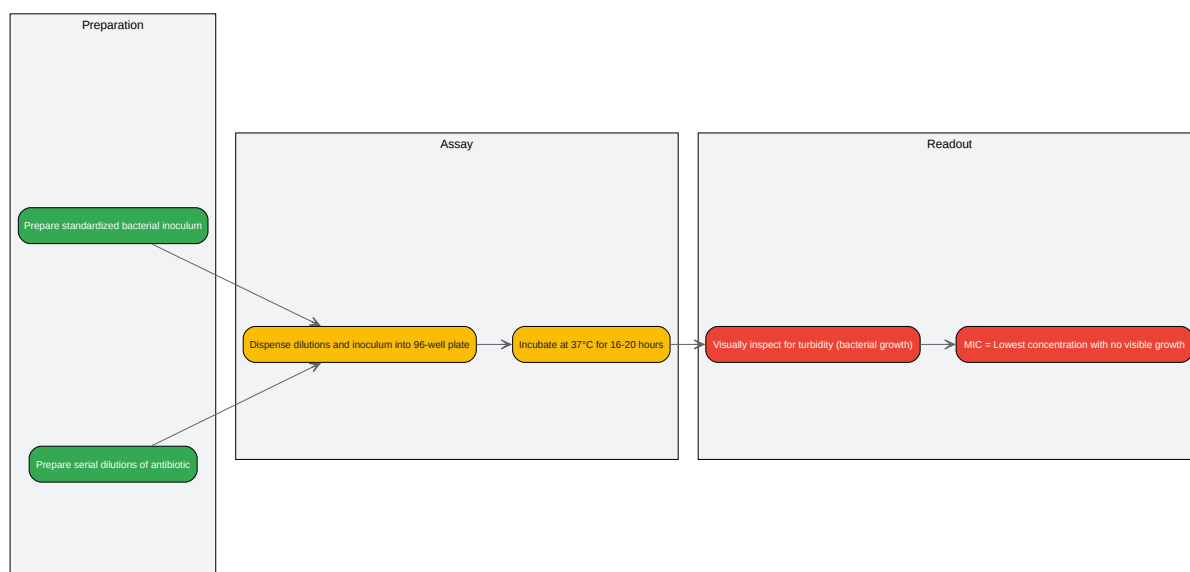 Preparation
Prepare standardized bacterial inoculum
Prepare serial dilutions of antibiotic
Assay
Dispense dilutions and inoculum into 96-well plate
Incubate at 37°C for 16-20 hours
Readout
Visually inspect for turbidity (bacterial growth)
MIC = Lowest concentration with no visible growth